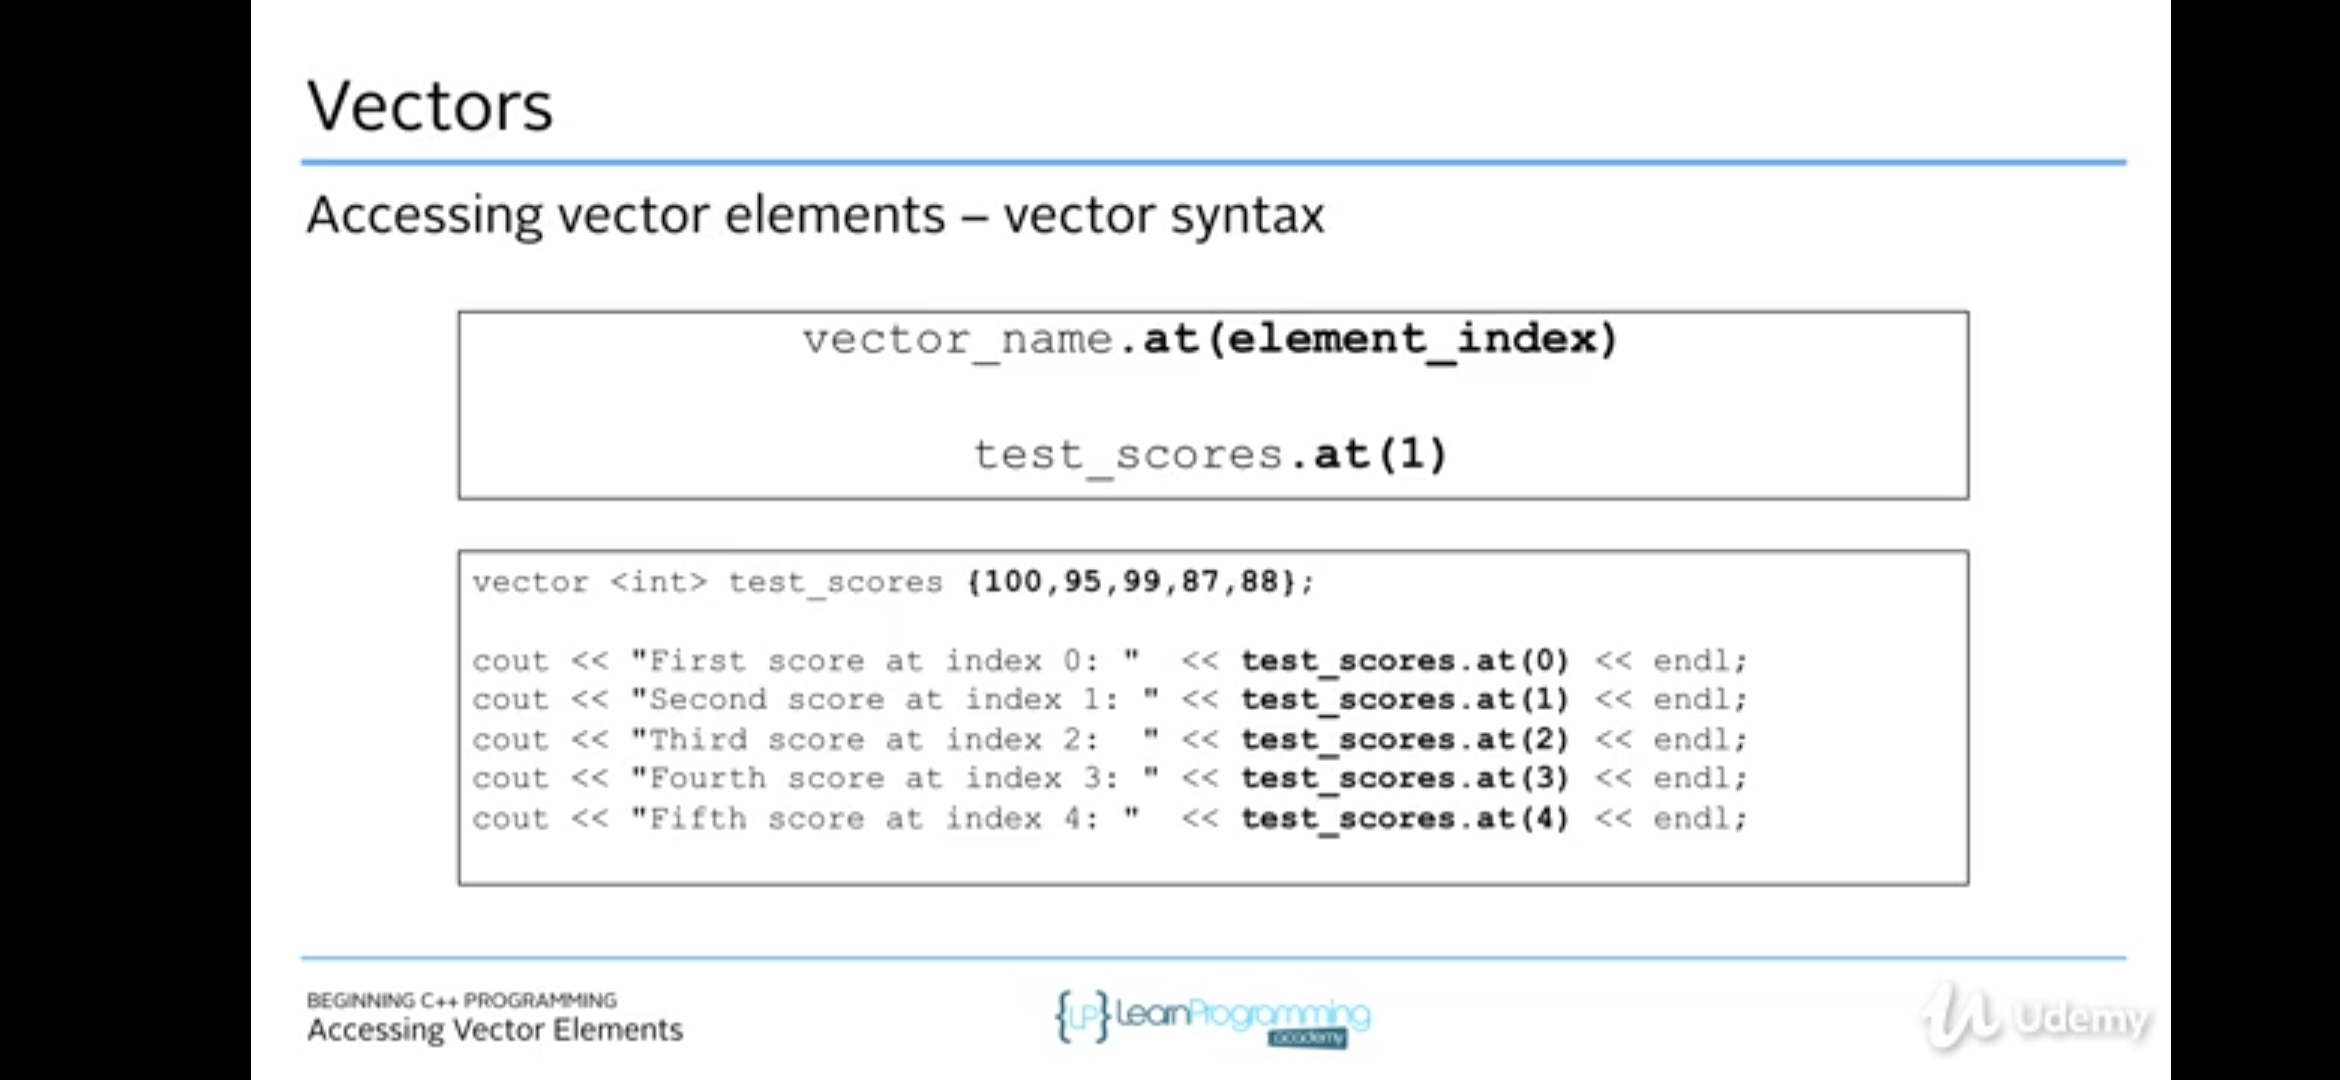 Vectors
Accessing vector elements – vector syntax
vector_name.at(element_index)
test_scores.at(1)
vector <int> test_scores {100,95,99,87,88};
cout << "First score at index 0: "  << test_scores.at(0) << endl;
cout << "Second score at index 1: " << test_scores.at(1) << endl;
cout << "Third score at index 2:  " << test_scores.at(2) << endl;
cout << "Fourth score at index 3: " << test_scores.at(3) << endl;
cout << "Fifth score at index 4: "  << test_scores.at(4) << endl;
BEGINNING C++ PROGRAMMING
Accessing Vector Elements
{LP} LearnProgramming
academy
Udemy